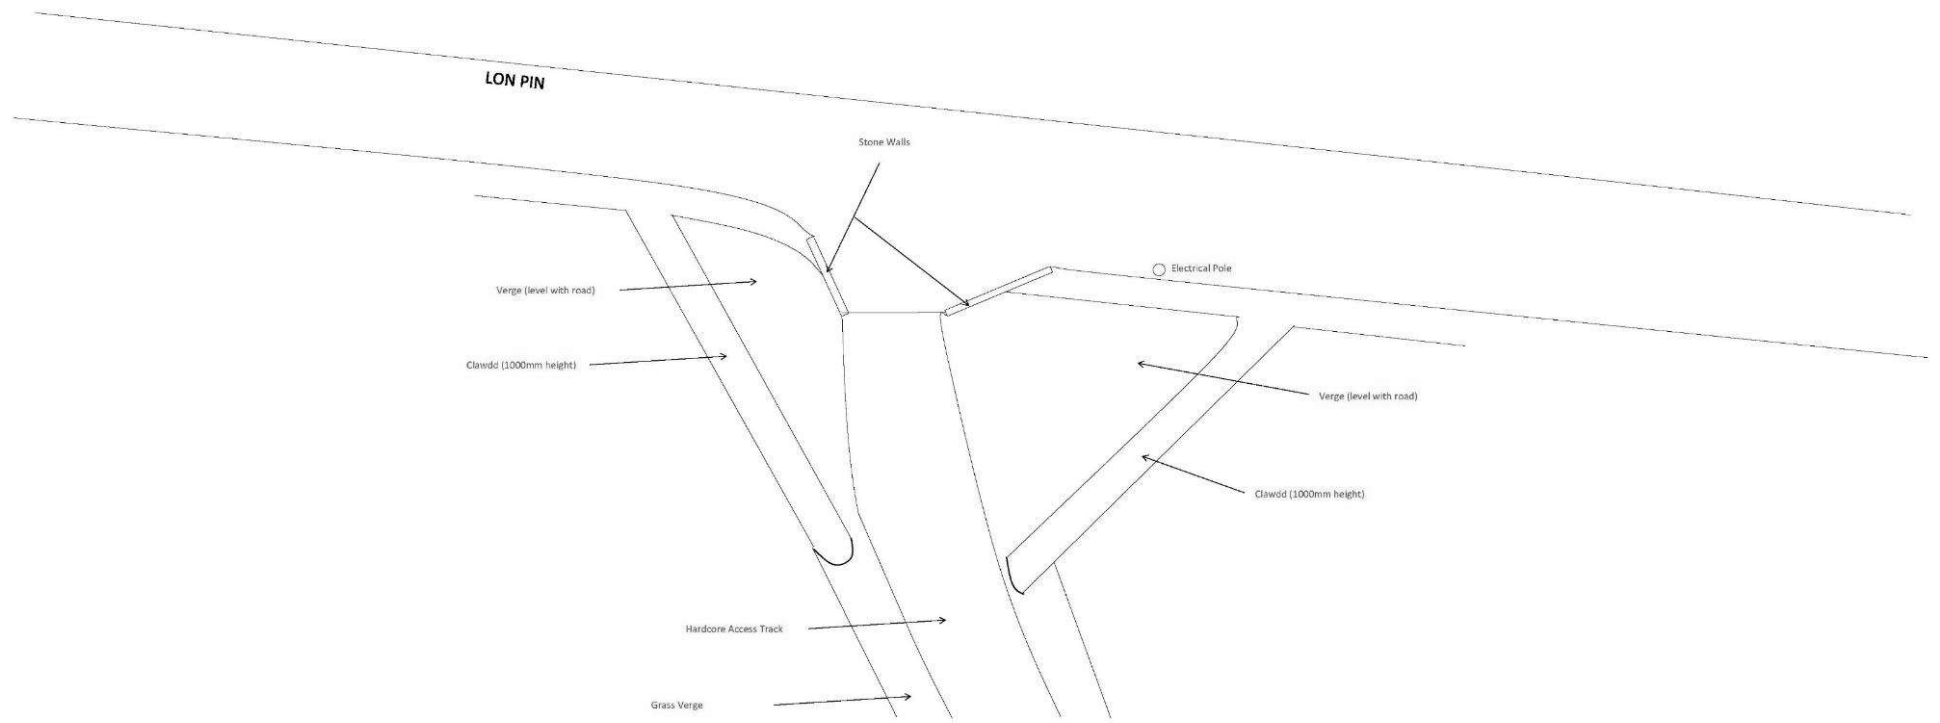 LON PIN
Stone Walls
Electrical Pole
Verge (level with road)
Clawdd (1000mm height)
Verge (level with road)
Clawdd (1000mm height)
Hardcore Access Track
Grass Verge